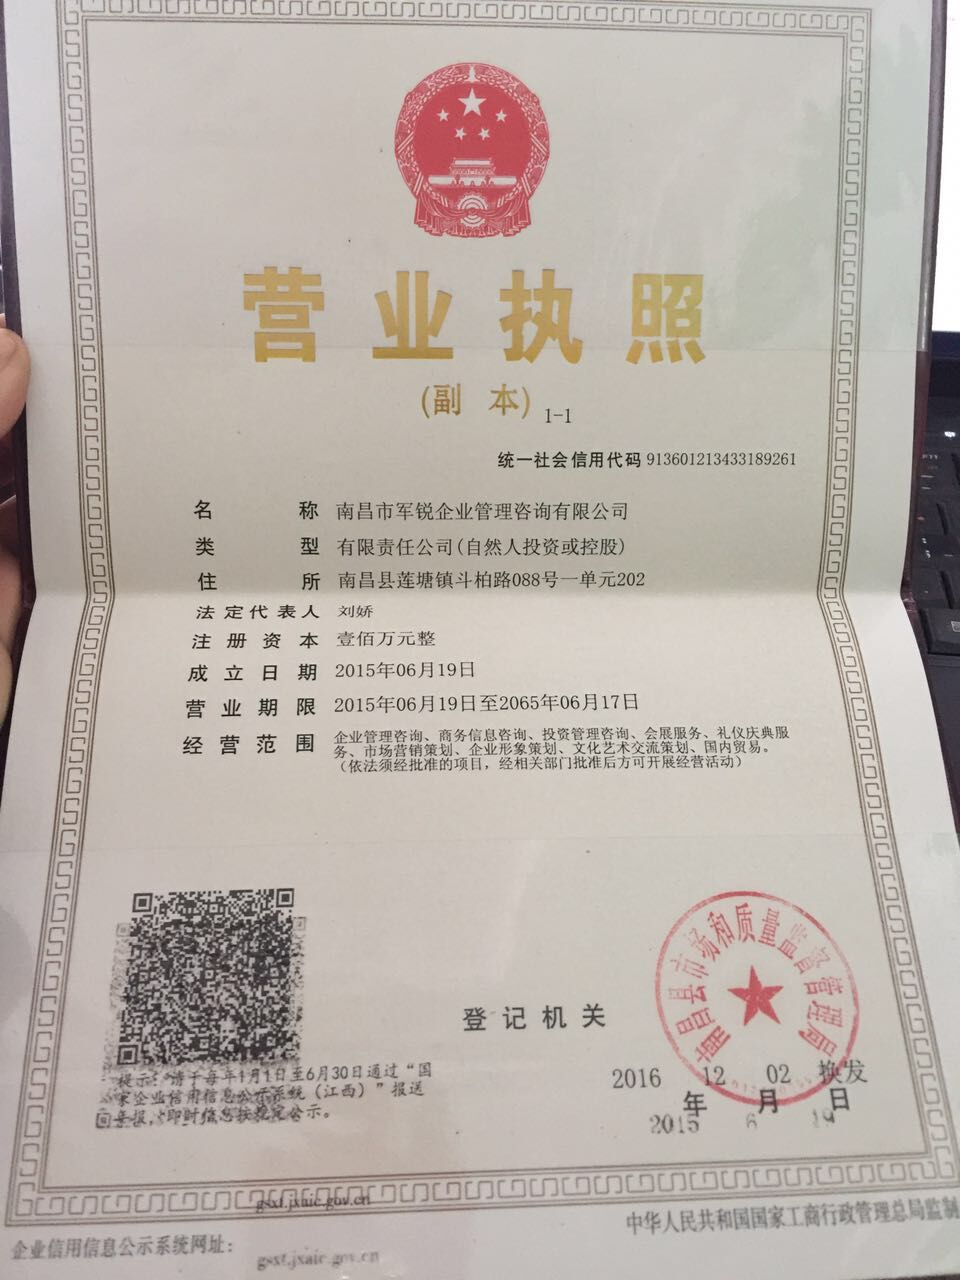 营业执照
(副 本) 1-1
统一社会信用代码 913601213433189261
名称 南昌市军锐企业管理咨询有限公司
类型 有限责任公司(自然人投资或控股)
住所 南昌县莲塘镇斗柏路088号一单元202
法定代表人 刘娇
注册资本 壹佰万元整
成立日期 2015年06月19日
营业期限 2015年06月19日至2065年06月17日
经营范围 企业管理咨询、商务信息咨询、投资管理咨询、会展服务、礼仪庆典服
务、市场营销策划、企业形象策划、文化艺术交流策划、国内贸易。
(依法须经批准的项目，经相关部门批准后方可开展经营活动)
南昌县市场和质量监督管理局
登记机关
提示：请于每年1月1日至6月30日通过“国
家企业信用信息公示系统（江西）”报送
年报，即时信息按规定公示。
2016 12 02 换发
年 月 日
2015 6 19
gsxt.jxaic.gov.cn
企业信用信息公示系统网址：
gsxt.jxaic.gov.cn
中华人民共和国国家工商行政管理总局监制